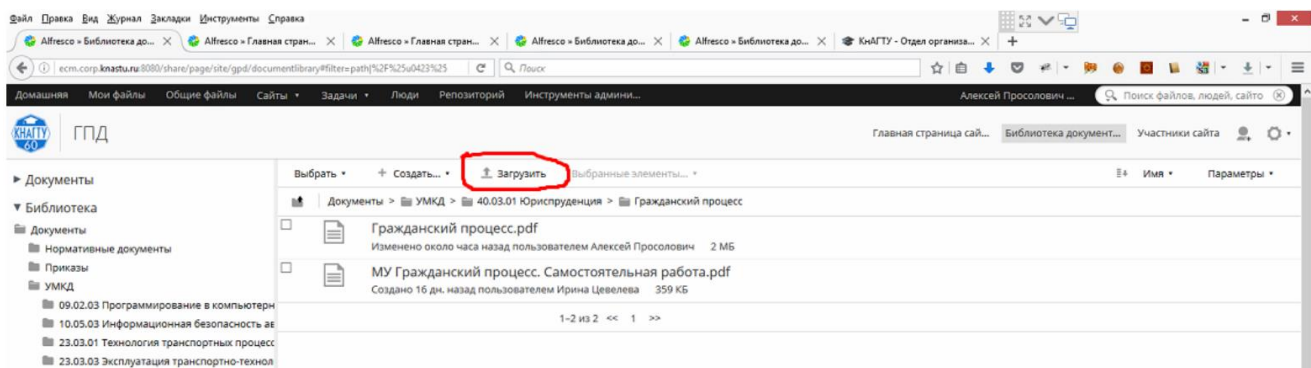 Файл Правка Вид Журнал Закладки Инструменты Справка
Alfresco » Библиотека до... Alfresco » Главная стран... Alfresco » Главная стран... Alfresco » Библиотека до... Alfresco » Библиотека до... КнАГТУ - Отдел организа...
ecm.corp.knastu.ru:8080/share/page/site/gpd/documentlibrary#filter=path|%2F%25u0423%25 Поиск
Домашняя Мои файлы Общие файлы Сайты Задачи Люди Репозиторий Инструменты админи... Алексей Просолович ... Поиск файлов, людей, сайто
КНАГТУ 60 ГПД Главная страница сай... Библиотека документ... Участники сайта
Документы
Выбрать + Создать... Загрузить Выбранные элементы... Имя Параметры
Библиотека
Документы > УМКД > 40.03.01 Юриспруденция > Гражданский процесс
Документы
Нормативные документы
Приказы
УМКД
09.02.03 Программирование в компьютерн
10.05.03 Информационная безопасность ав
23.03.01 Технология транспортных процесс
23.03.03 Эксплуатация транспортно-технол
Гражданский процесс.pdf
Изменено около часа назад пользователем Алексей Просолович 2 МБ
МУ Гражданский процесс. Самостоятельная работа.pdf
Создано 16 дн. назад пользователем Ирина Цевелева 359 КБ
1–2 из 2 << 1 >>